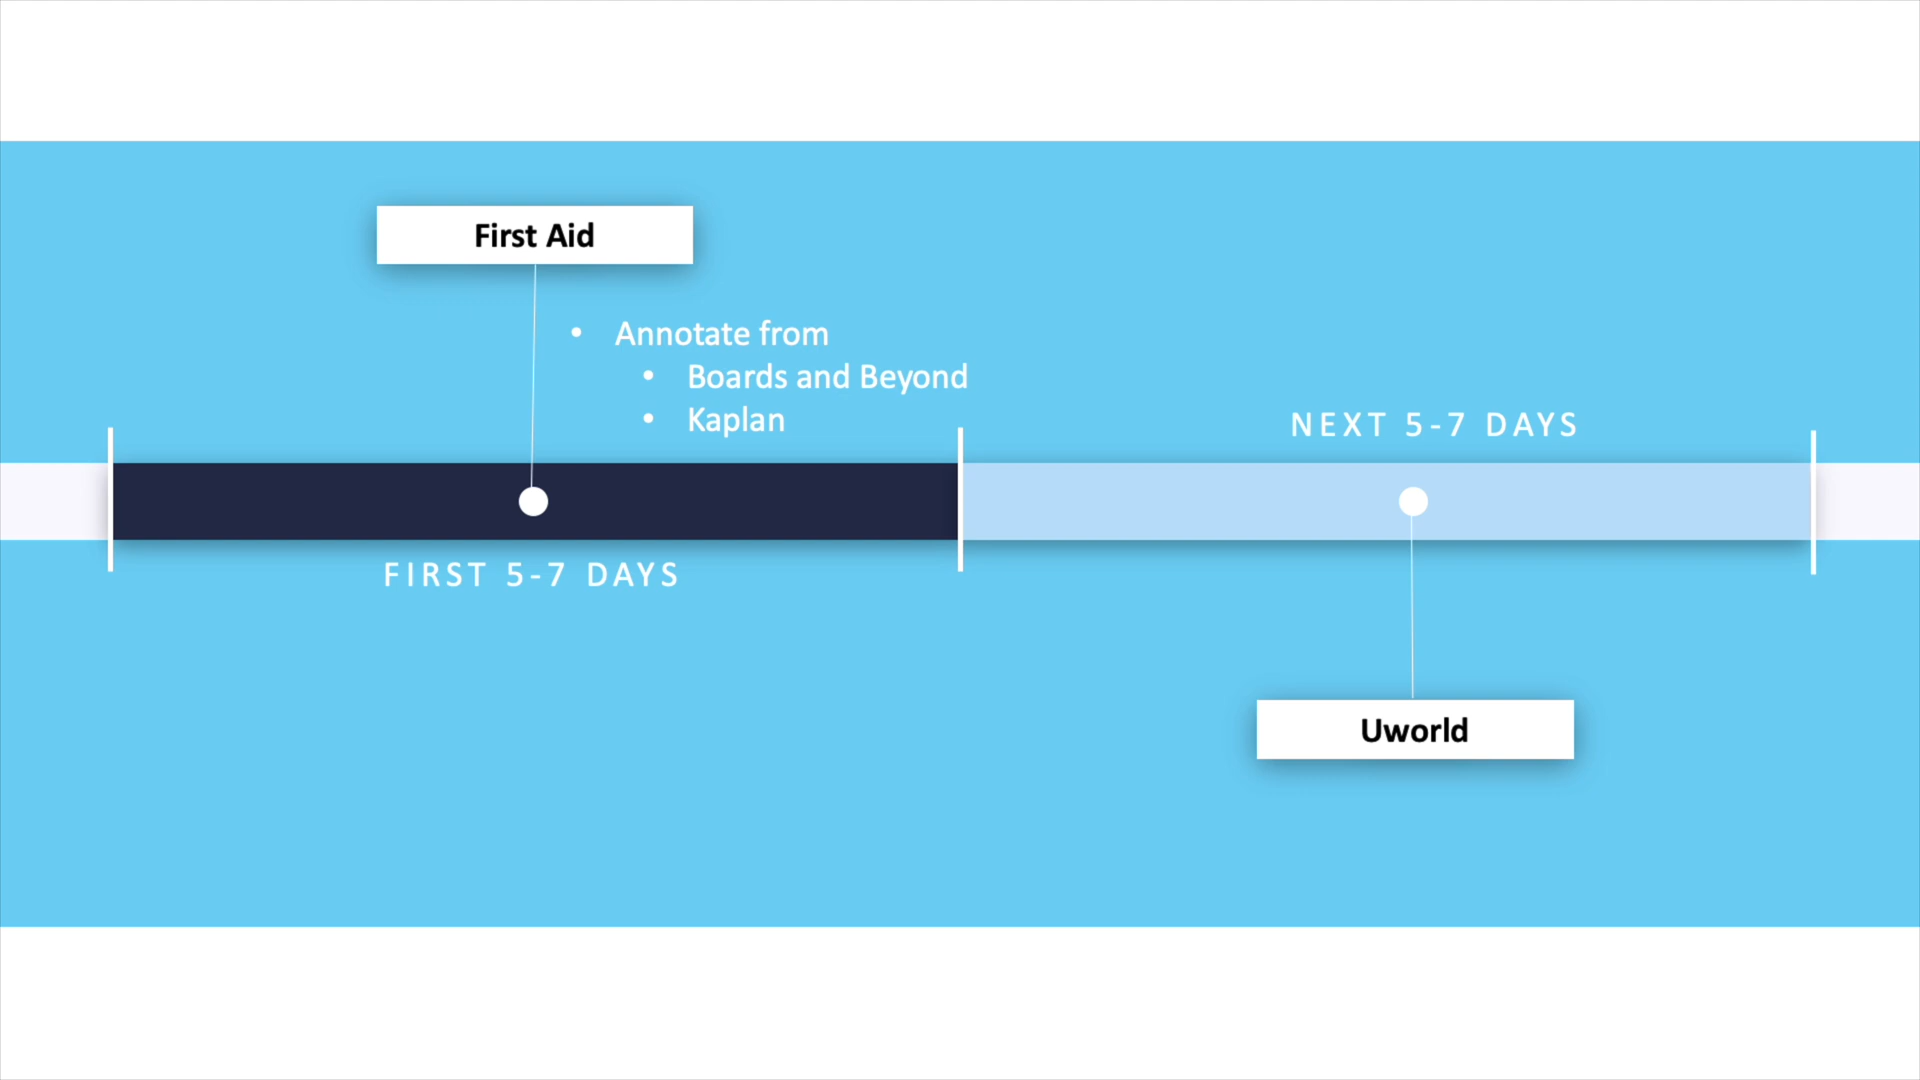 First Aid
• Annotate from
• Boards and Beyond
• Kaplan
FIRST 5-7 DAYS
NEXT 5-7 DAYS
Uworld